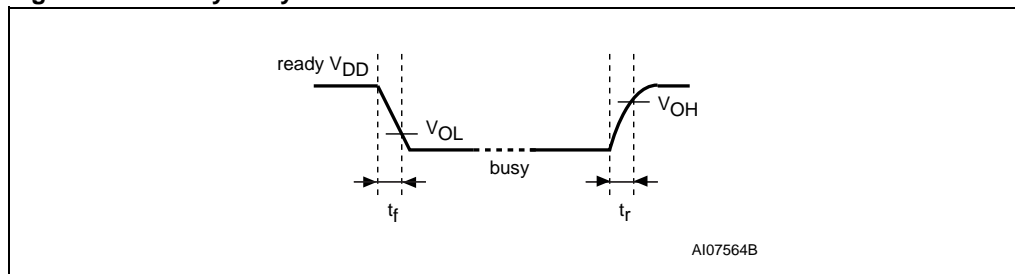 ready VDD
VOL
VOH
busy
tf
tr
AI07564B